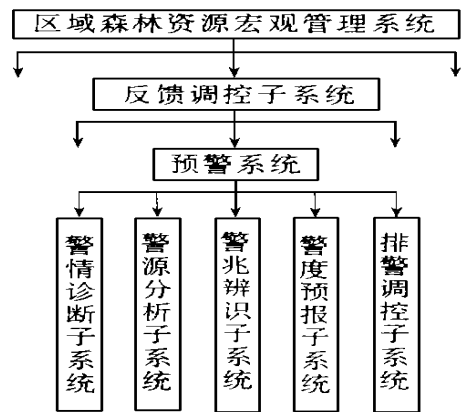 区域森林资源宏观管理系统
反馈调控子系统
预警系统
警情诊断子系统
警源分析子系统
警兆辨识子系统
警度预报子系统
排警调控子系统